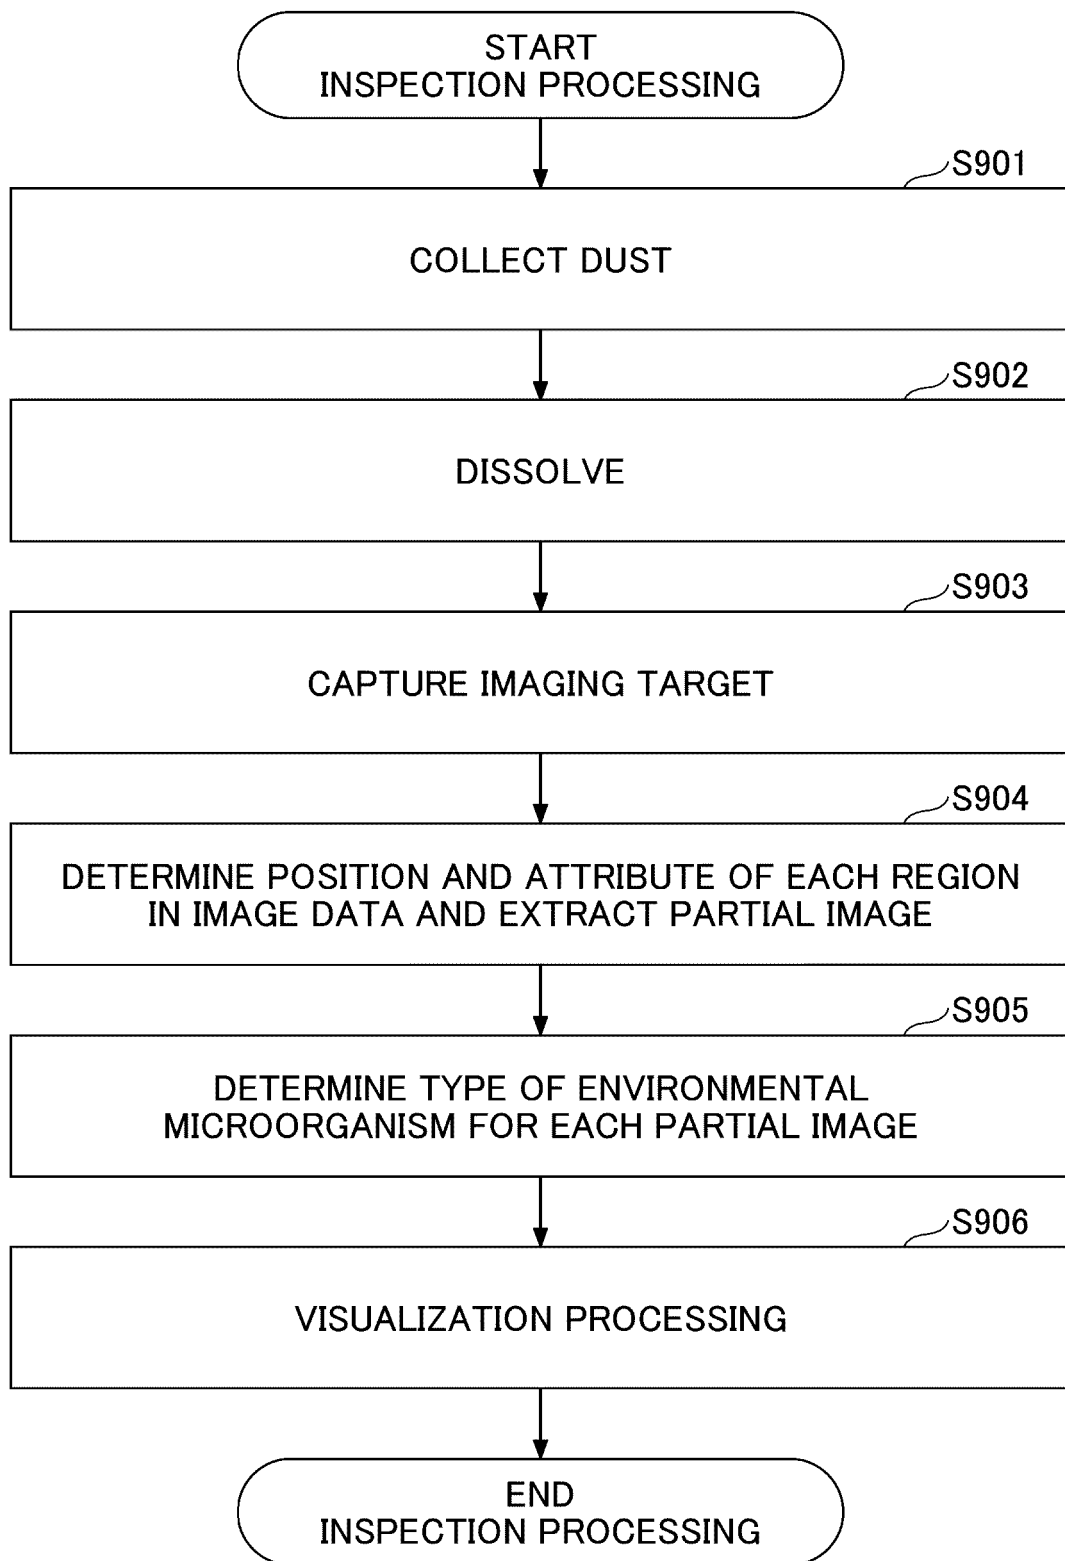 START
INSPECTION PROCESSING
S901
COLLECT DUST
S902
DISSOLVE
S903
CAPTURE IMAGING TARGET
S904
DETERMINE POSITION AND ATTRIBUTE OF EACH REGION
IN IMAGE DATA AND EXTRACT PARTIAL IMAGE
S905
DETERMINE TYPE OF ENVIRONMENTAL
MICROORGANISM FOR EACH PARTIAL IMAGE
S906
VISUALIZATION PROCESSING
END
INSPECTION PROCESSING